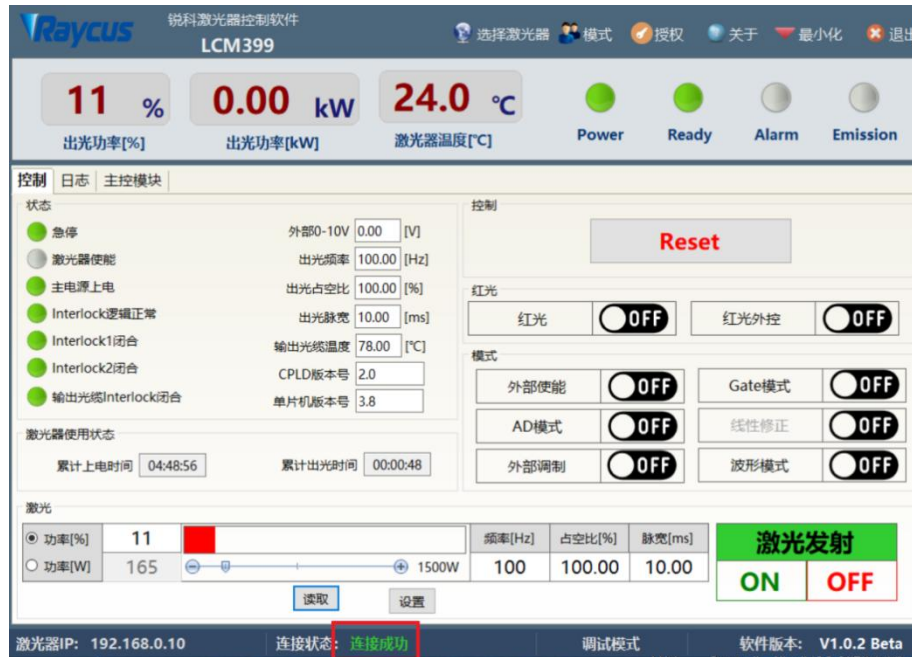 Raycus 锐科激光器控制软件
LCM399
选择激光器 模式 授权 关于 最小化 退出
11 % 0.00 kW 24.0 ℃
出光功率[%] 出光功率[kW] 激光器温度[℃] Power Ready Alarm Emission
控制 日志 主控模块
状态
急停 外部0-10V 0.00 [V]
激光器使能 出光频率 100.00 [Hz]
主电源上电 出光占空比 100.00 [%]
Interlock逻辑正常 出光脉宽 10.00 [ms]
Interlock1闭合 输出光缆温度 78.00 [℃]
Interlock2闭合 CPLD版本号 2.0
输出光缆Interlock闭合 单片机版本号 3.8
激光器使用状态
累计上电时间 04:48:56 累计出光时间 00:00:48
控制
Reset
红光
红光 OFF 红光外控 OFF
模式
外部使能 OFF Gate模式 OFF
AD模式 OFF 线性修正 OFF
外部调制 OFF 波形模式 OFF
激光
功率[%] 11 频率[Hz] 占空比[%] 脉宽[ms]
功率[W] 165 1500W 100 100.00 10.00
读取 设置
激光发射
ON OFF
激光器IP: 192.168.0.10 连接状态: 连接成功 调试模式 软件版本: V1.0.2 Beta